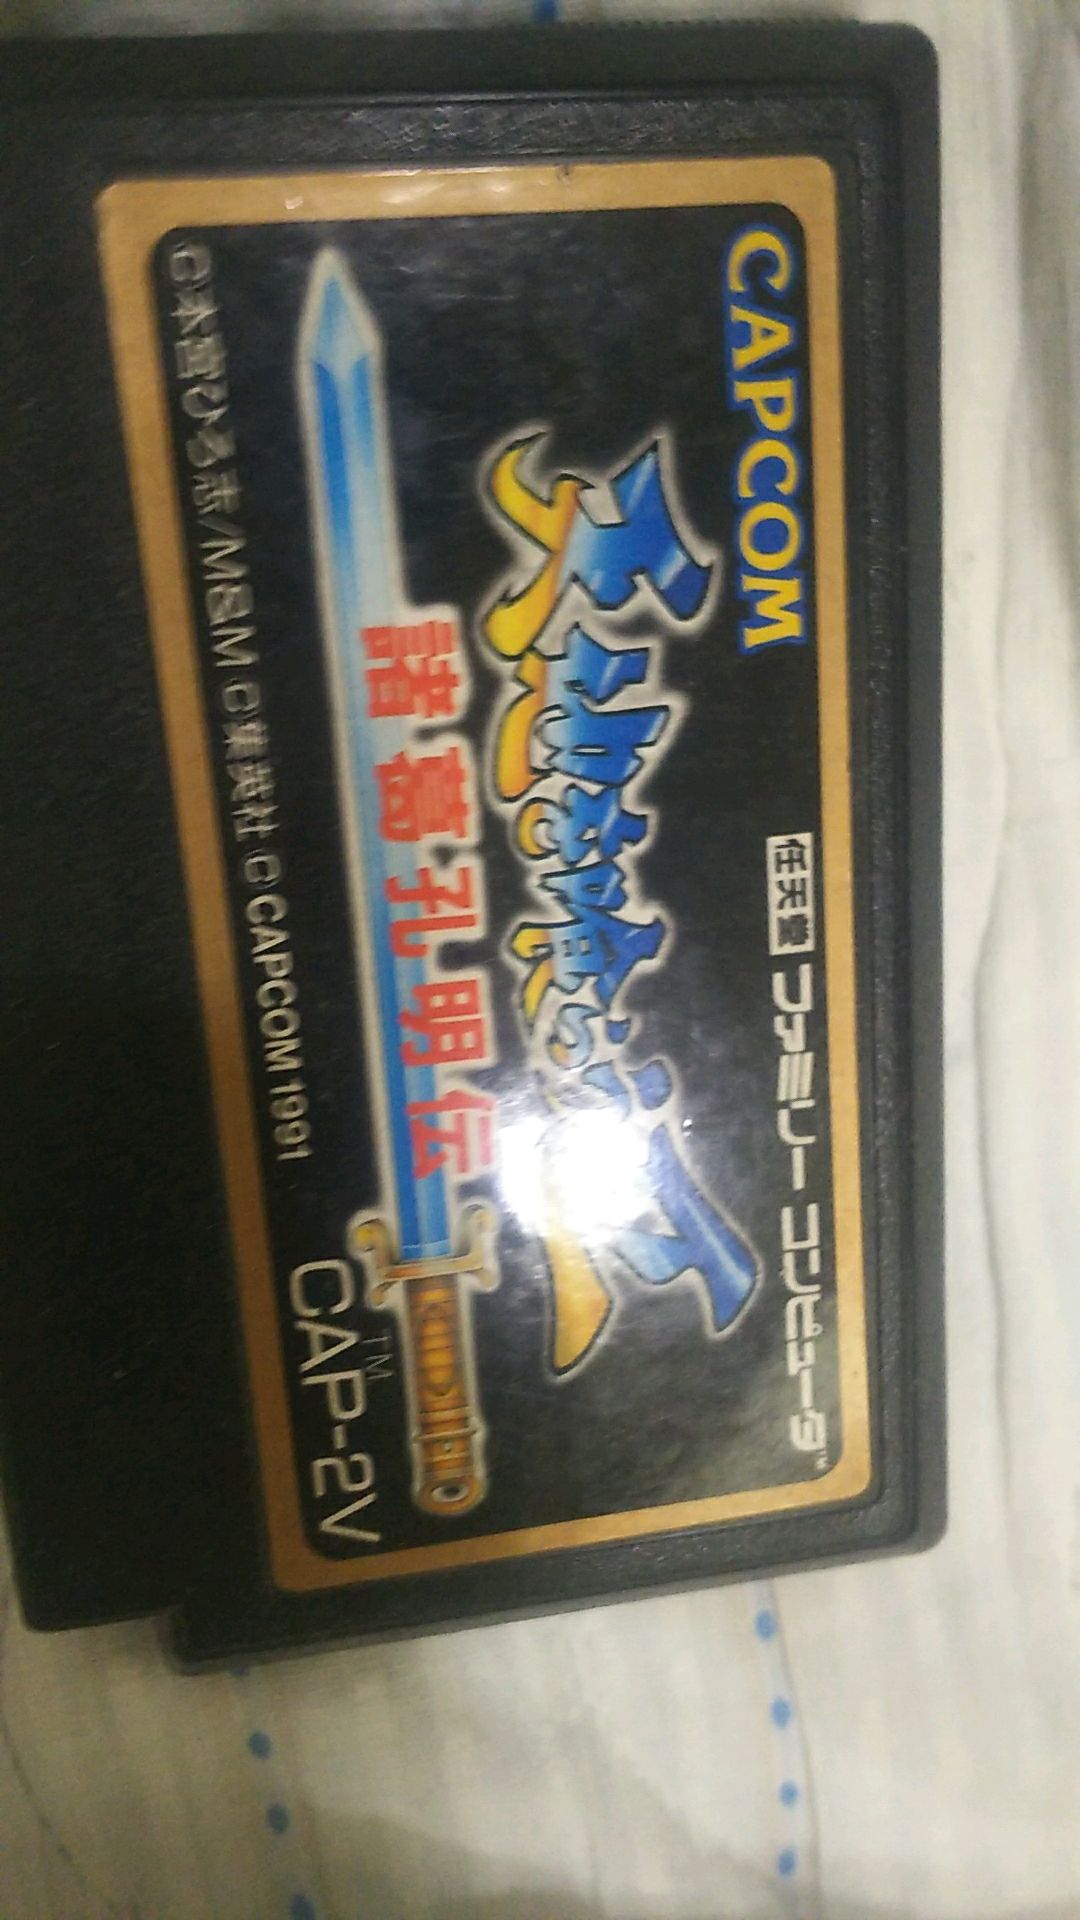 CAPCOM
任天堂 ファミリーコンピュータ™
天地を喰らう
諸葛孔明伝
TM
CAP-2V
©本宮ひろ志/M&M ©集英社 ©CAPCOM 1991